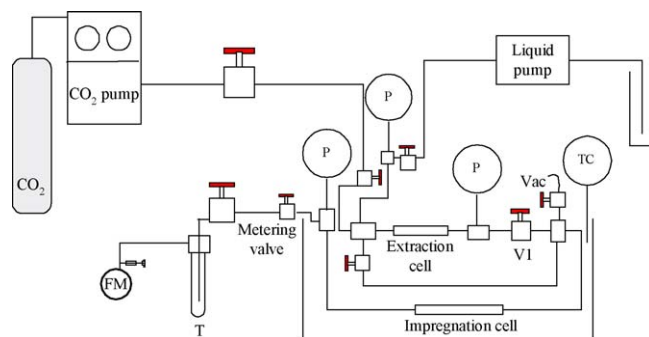 Liquid
pump
CO₂ pump
P
P
P
TC
Vac
CO₂
Metering
valve
Extraction
cell
V1
FM
T
Impregnation cell